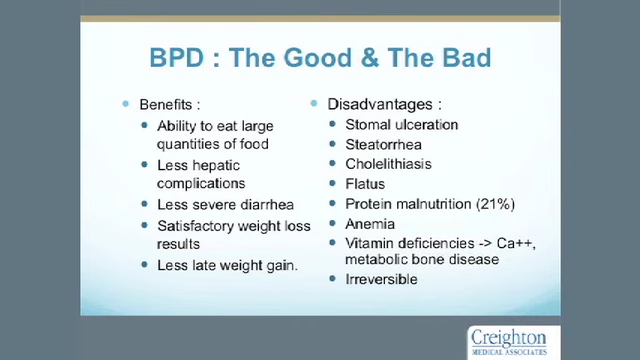 BPD : The Good & The Bad
Benefits :
Ability to eat large
quantities of food
Less hepatic
complications
Less severe diarrhea
Satisfactory weight loss
results
Less late weight gain.
Disadvantages :
Stomal ulceration
Steatorrhea
Cholelithiasis
Flatus
Protein malnutrition (21%)
Anemia
Vitamin deficiencies -> Ca++,
metabolic bone disease
Irreversible
Creighton
MEDICAL ASSOCIATES